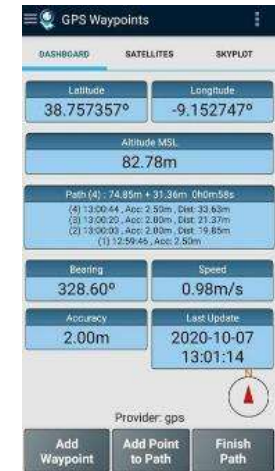 GPS Waypoints
DASHBOARD SATELLITES SKYPLOT
Latitude Longitude
38.757357º -9.152747º
Altitude MSL
82.78m
Path (4) : 74.85m + 31.36m 0h0m58s
(4) 13:00:44 , Acc: 2.50m , Dist: 33.63m
(3) 13:00:20 , Acc: 2.00m , Dist: 21.37m
(2) 13:00:03 , Acc: 2.00m , Dist: 19.85m
(1) 12:59:46 , Acc: 2.50m
Bearing Speed
328.60º 0.98m/s
Accuracy Last Update
2.00m 2020-10-07
13:01:14
N
Provider: gps
Add Add Point Finish
Waypoint to Path Path